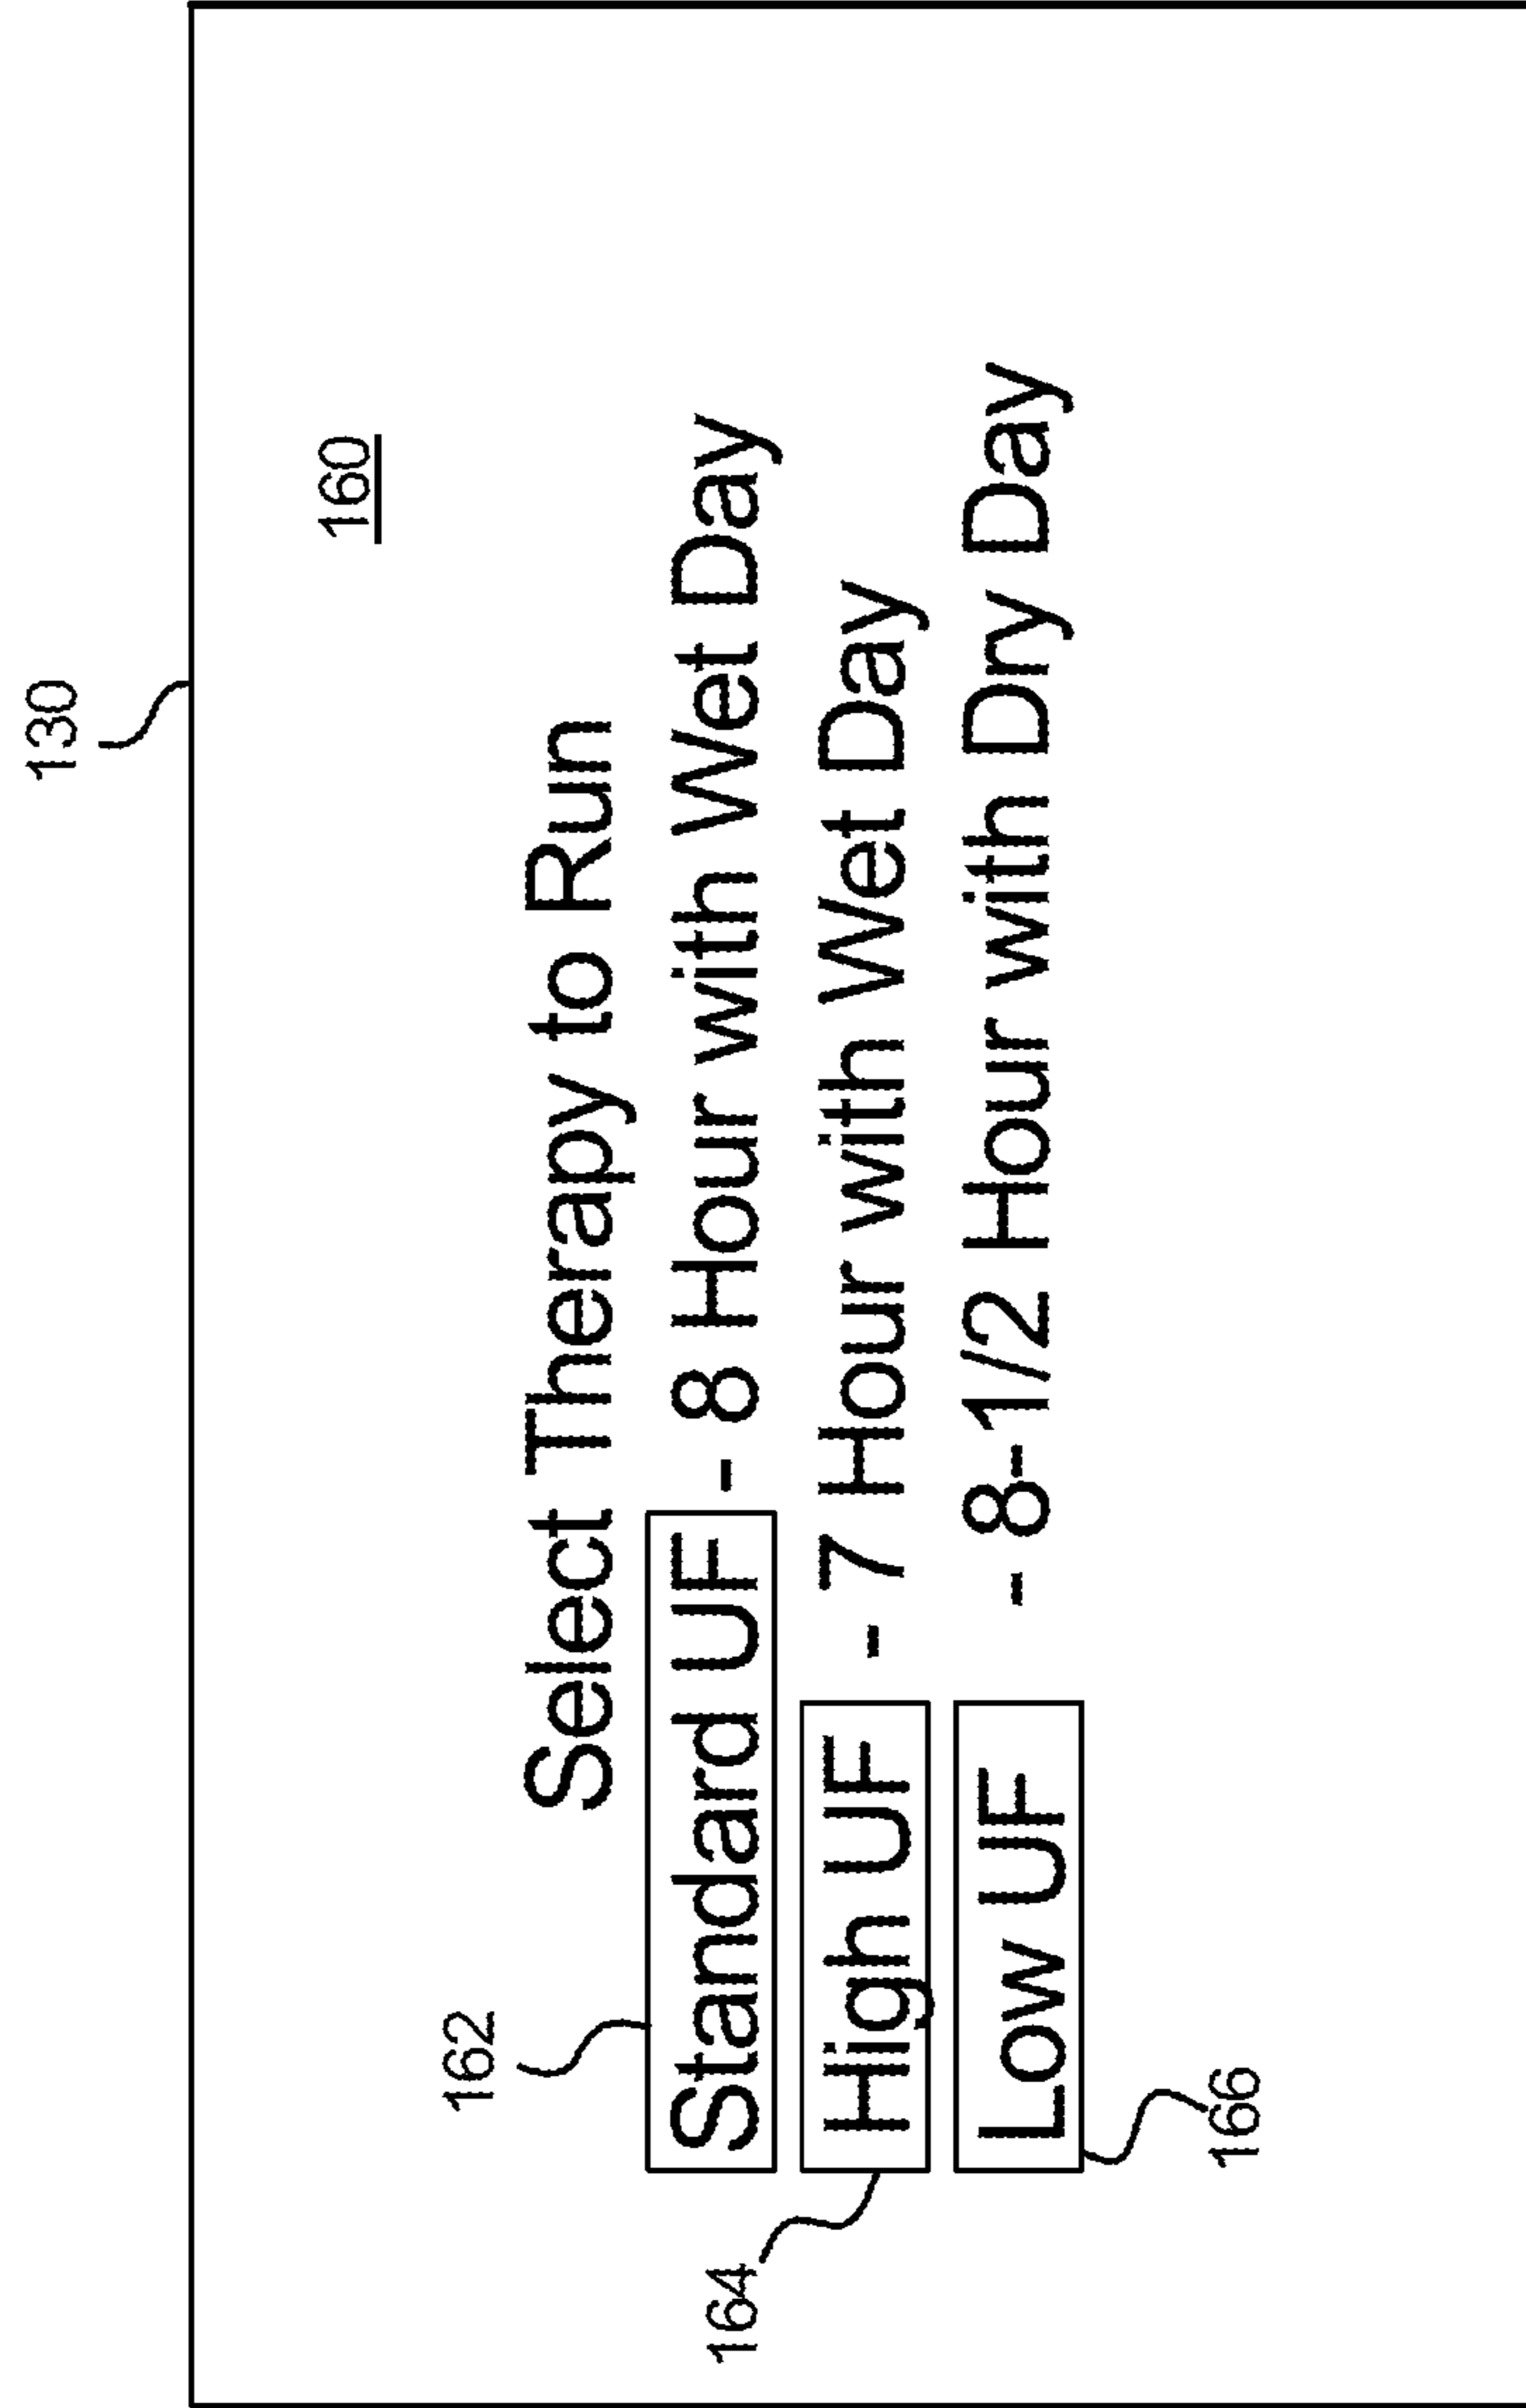 130
160
Select Therapy to Run
162
Standard UF - 8 Hour with Wet Day
164
High UF - 7 Hour with Wet Day
Low UF - 8-1/2 Hour with Dry Day
166